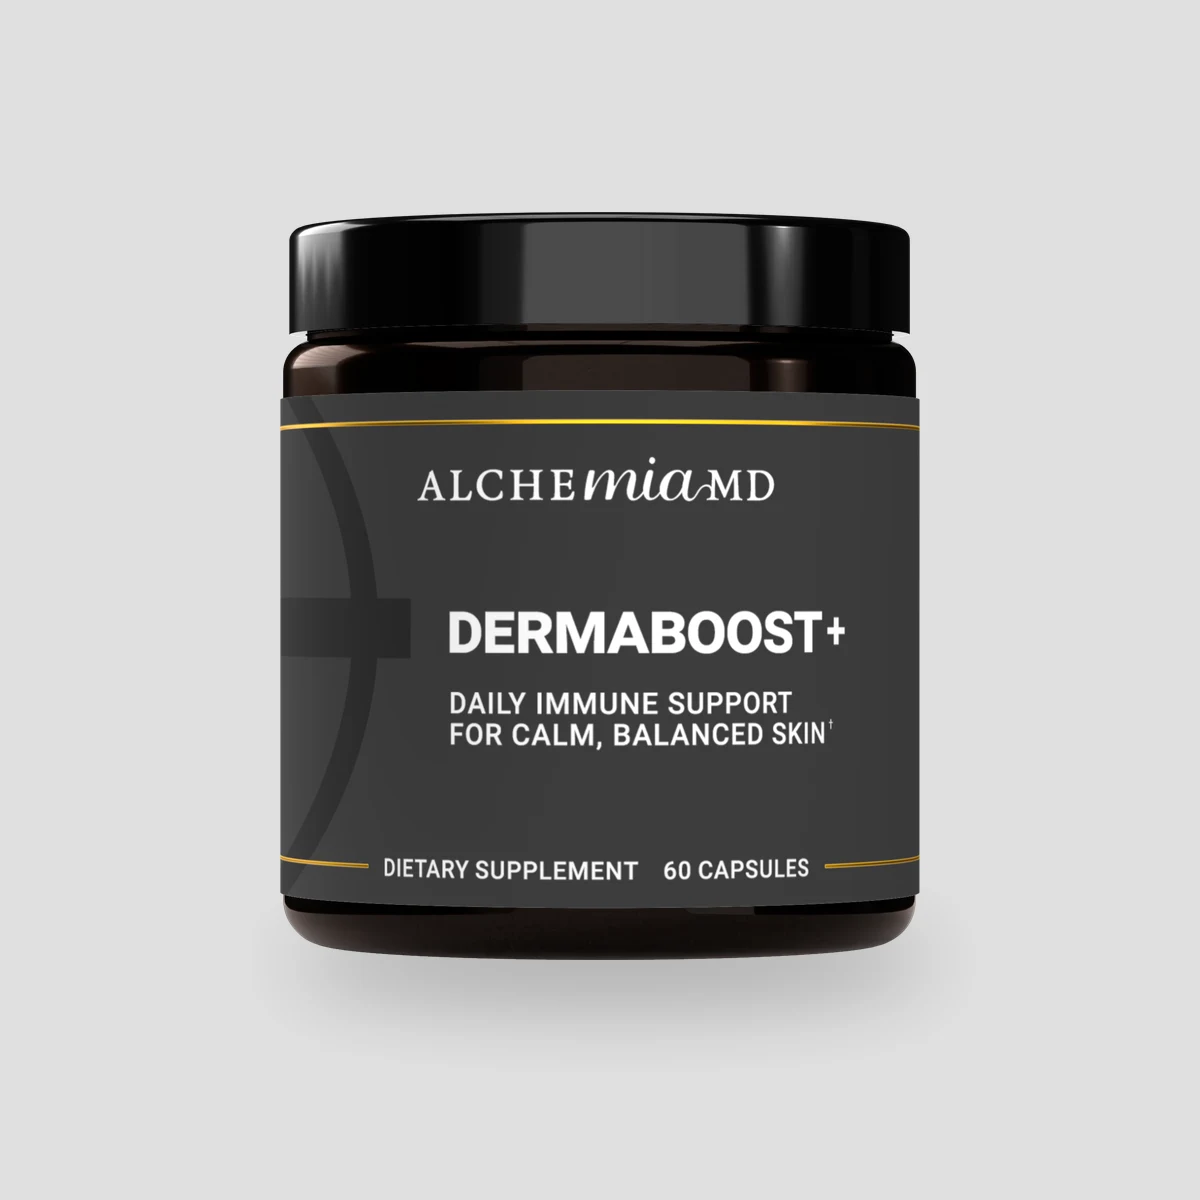 ALCHEmiaMD
DERMABOOST+
DAILY IMMUNE SUPPORT
FOR CALM, BALANCED SKIN†
DIETARY SUPPLEMENT 60 CAPSULES